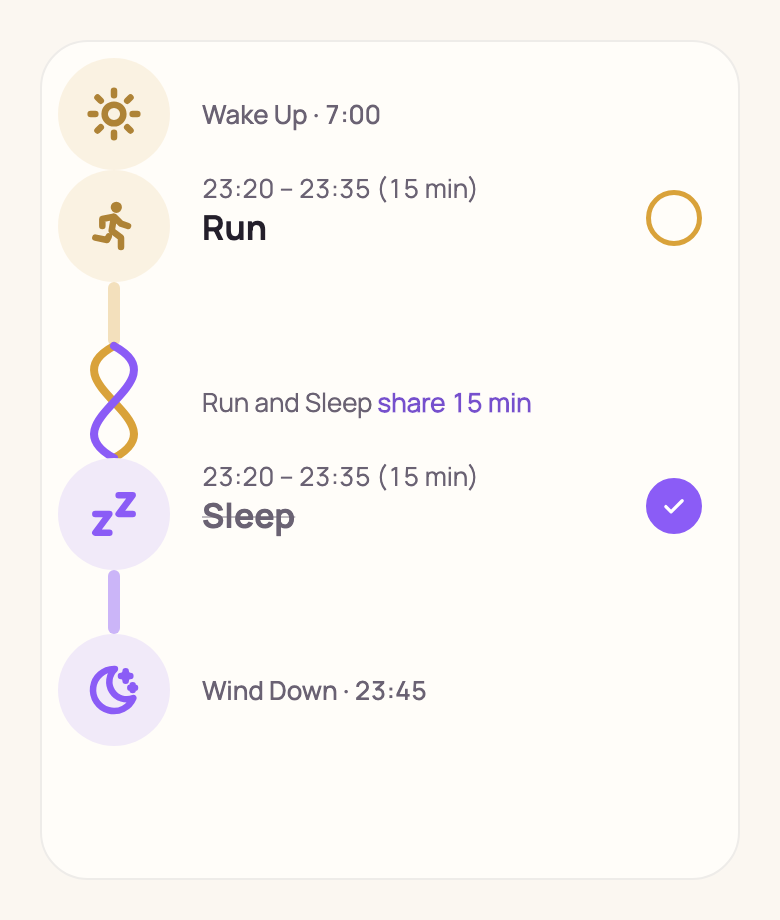 Wake Up · 7:00
23:20 – 23:35 (15 min)
Run
Run and Sleep share 15 min
23:20 – 23:35 (15 min)
Sleep
Wind Down · 23:45